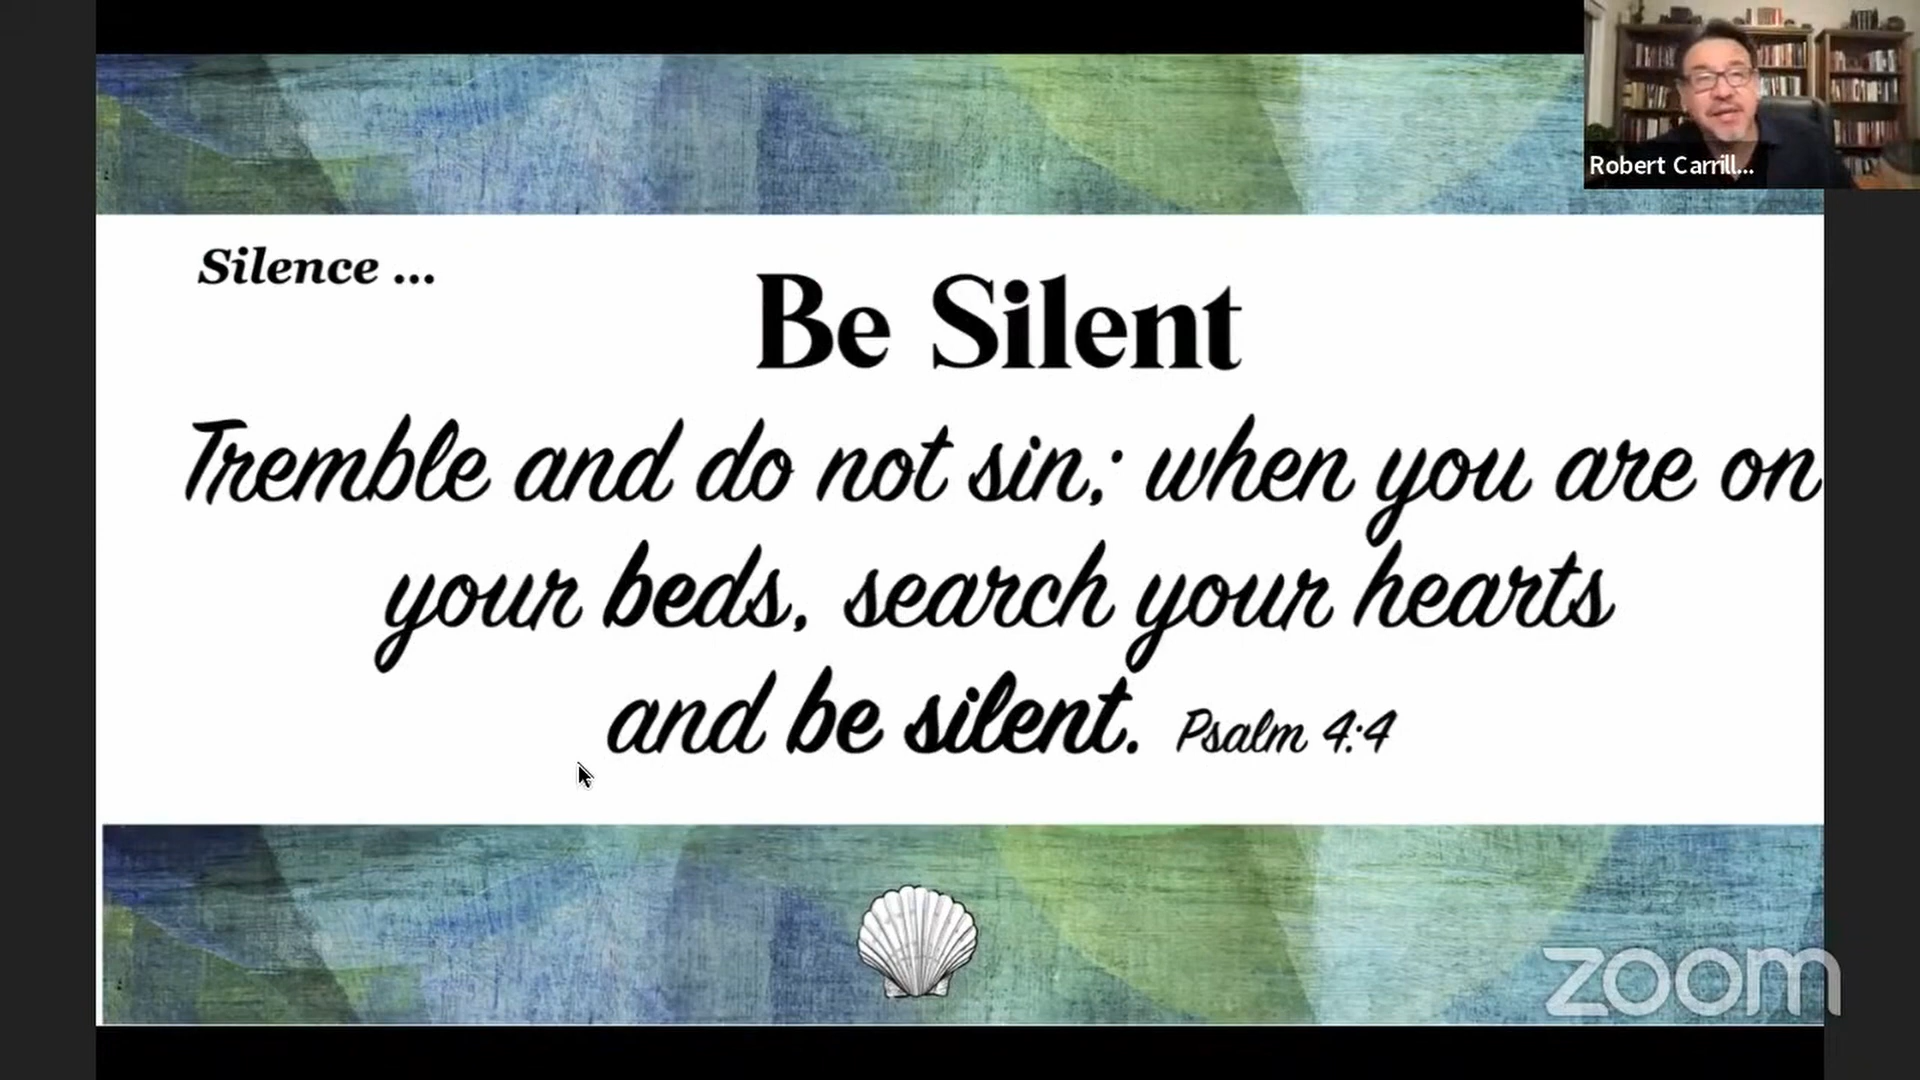 Robert Carrill...
Silence ...
Be Silent
Tremble and do not sin; when you are on
your beds, search your hearts
and be silent. Psalm 4:4
zoom